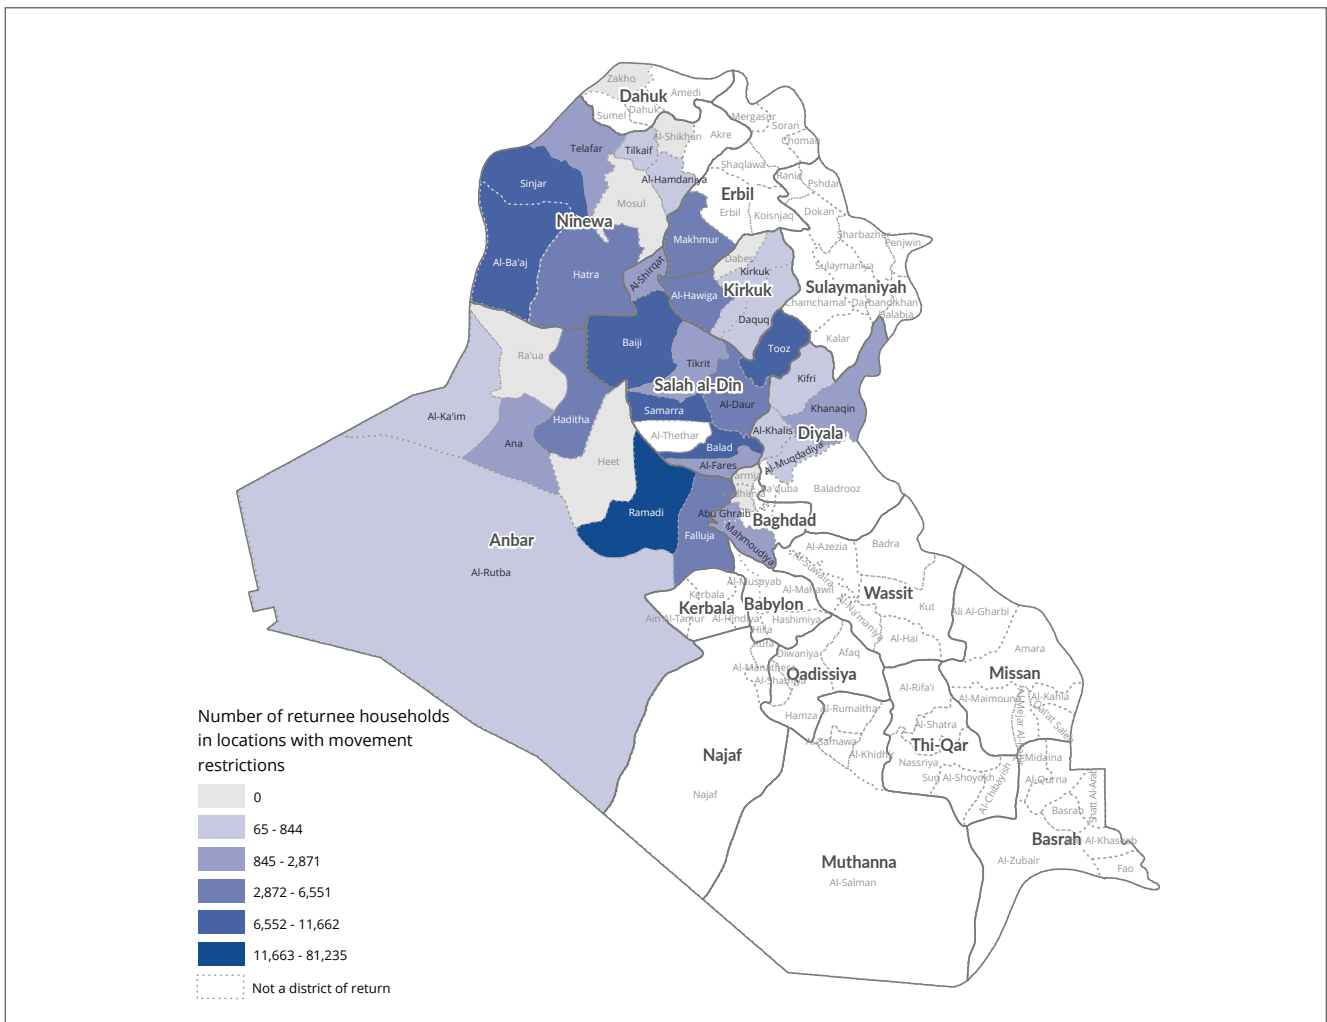 Zakho
Dahuk
Amedi
Dahuk
Sumel
Mergasur
Soran
Choman
Telafar
Tilkaif
Al-Shikhan
Akre
Shaqlawa
Rania
Pshdar
Sinjar
Al-Hamdaniya
Mosul
Erbil
Erbil
Koisnjaq
Dokan
Ninewa
Makhmur
Sharbazher
Penjwin
Al-Ba'aj
Hatra
Al-Shirqat
Dabes
Kirkuk
Sulaymaniya
Al-Hawiga
Kirkuk
Sulaymaniyah
Chamchamal
Darbandikhan
Halabja
Daquq
Baiji
Tooz
Kalar
Ra'ua
Tikrit
Salah al-Din
Kifri
Al-Ka'im
Haditha
Samarra
Al-Daur
Khanaqin
Ana
Al-Thethar
Al-Khalis
Diyala
Balad
Heet
Al-Fares
Al-Muqdadiya
Baladrooz
Ramadi
Abu Ghraib
Baghdad
Falluja
Mahmoudiya
Anbar
Al-Rutba
Al-Azezia
Badra
Al-Suwaira
Al-Musayab
Al-Mahawil
Wassit
Kerbala
Kerbala
Babylon
Al-Na'maniya
Kut
Ali Al-Gharbi
Ain Al-Tamur
Al-Hindiya
Hashimiya
Hilla
Al-Hai
Kufa
Diwaniya
Afaq
Amara
Al-Manathera
Al-Shamiya
Qadissiya
Missan
Al-Rifa'i
Al-Maimouna
Al-Kahla
Qal'at Saleh
Hamza
Al-Rumaitha
Al-Shatra
Al-Samawa
Al-Khidhir
Thi-Qar
Nassriya
Al-Midaina
Najaf
Suq Al-Shoyokh
Al-Chibayish
Al-Qurna
Shatt Al-Arab
Najaf
Basrah
Basrah
Al-Khaseeb
Muthanna
Al-Salman
Al-Zubair
Fao
Number of returnee households
in locations with movement
restrictions
0
65 - 844
845 - 2,871
2,872 - 6,551
6,552 - 11,662
11,663 - 81,235
Not a district of return